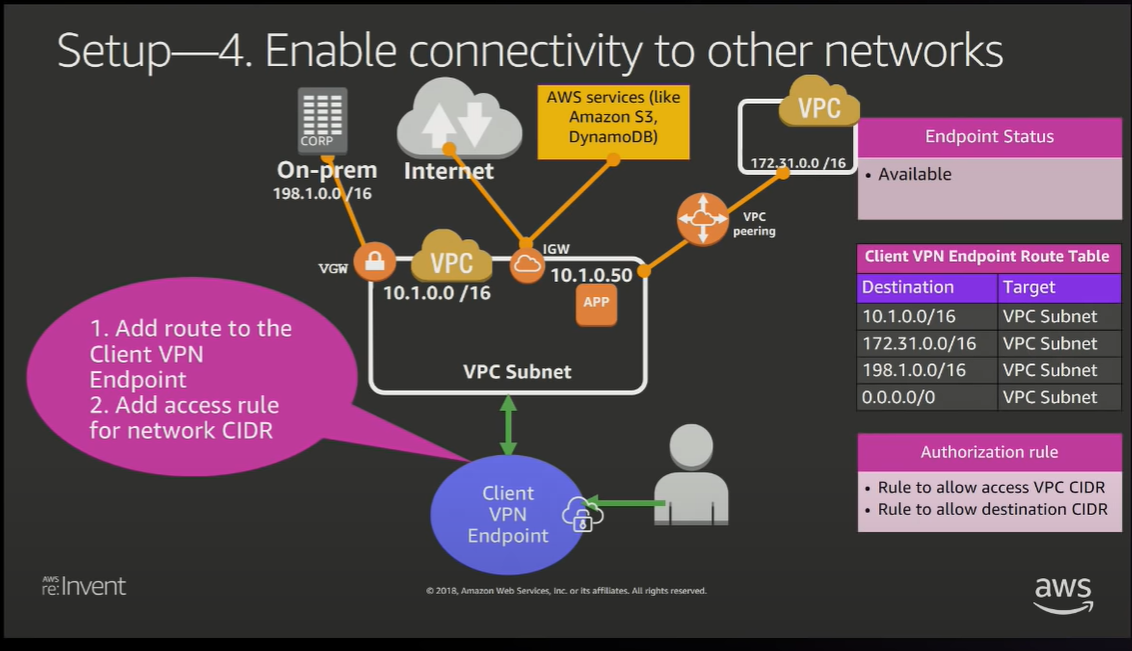 Setup—4. Enable connectivity to other networks
CORP
On-prem
198.1.0.0 /16
Internet
AWS services (like
Amazon S3,
DynamoDB)
VPC
172.31.0.0 /16
VPC
peering
VGW
VPC
10.1.0.0 /16
IGW
10.1.0.50
APP
VPC Subnet
1. Add route to the
Client VPN
Endpoint
2. Add access rule
for network CIDR
Client
VPN
Endpoint
Endpoint Status
• Available
Client VPN Endpoint Route Table
Destination Target
10.1.0.0/16 VPC Subnet
172.31.0.0/16 VPC Subnet
198.1.0.0/16 VPC Subnet
0.0.0.0/0 VPC Subnet
Authorization rule
• Rule to allow access VPC CIDR
• Rule to allow destination CIDR
AWS
re:Invent
© 2018, Amazon Web Services, Inc. or its affiliates. All rights reserved.
aws